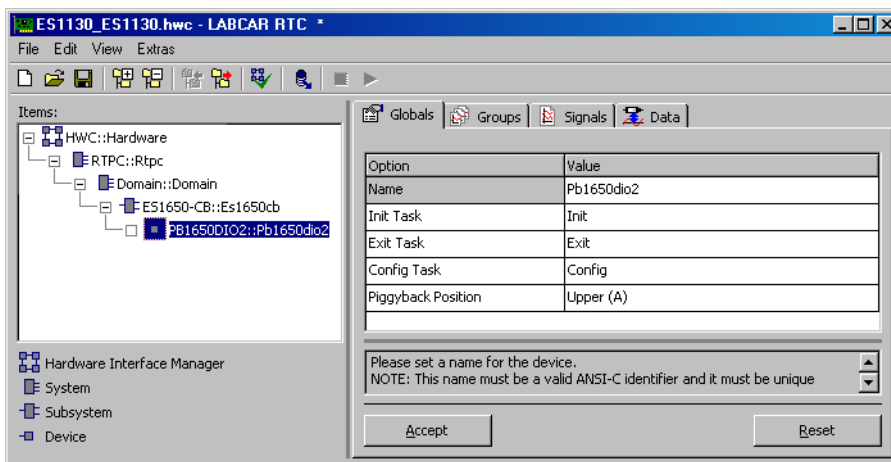 ES1130_ES1130.hwc - LABCAR RTC *
File Edit View Extras
Items:
HWC::Hardware
RTPC::Rtpc
Domain::Domain
ES1650-CB::Es1650cb
PB1650DIO2::Pb1650dio2
Hardware Interface Manager
System
Subsystem
Device
Globals Groups Signals Data
Option Value
Name Pb1650dio2
Init Task Init
Exit Task Exit
Config Task Config
Piggyback Position Upper (A)
Please set a name for the device.
NOTE: This name must be a valid ANSI-C identifier and it must be unique
Accept Reset